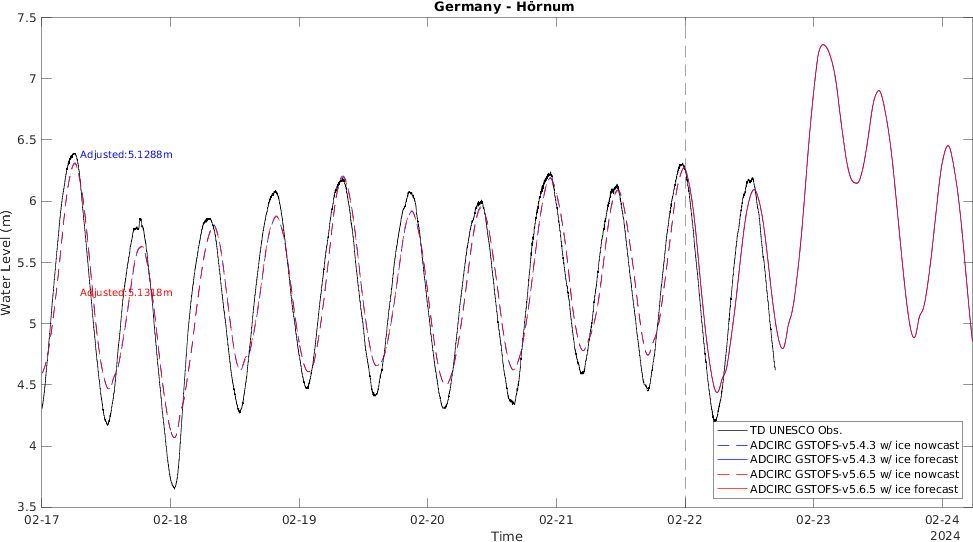 Germany - Hörnum
7.5
7
6.5
6
5.5
5
4.5
4
3.5
Water Level (m)
Adjusted:5.1288m
Adjusted:5.1318m
TD UNESCO Obs.
ADCIRC GSTOFS-v5.4.3 w/ ice nowcast
ADCIRC GSTOFS-v5.4.3 w/ ice forecast
ADCIRC GSTOFS-v5.6.5 w/ ice nowcast
ADCIRC GSTOFS-v5.6.5 w/ ice forecast
02-17 02-18 02-19 02-20 02-21 02-22 02-23 02-24
Time
2024